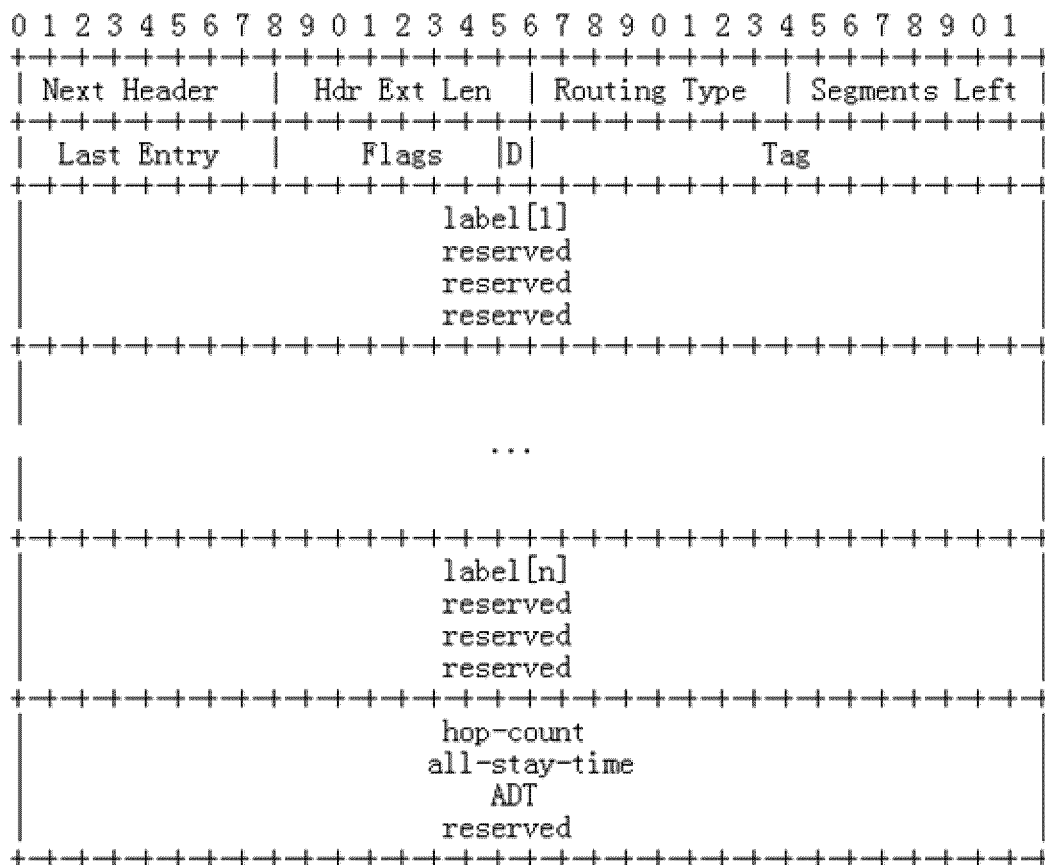 0 1 2 3 4 5 6 7 8 9 0 1 2 3 4 5 6 7 8 9 0 1 2 3 4 5 6 7 8 9 0 1
+-+-+-+-+-+-+-+-+-+-+-+-+-+-+-+-+-+-+-+-+-+-+-+-+-+-+-+-+-+-+-+-+
| Next Header | Hdr Ext Len | Routing Type | Segments Left |
+-+-+-+-+-+-+-+-+-+-+-+-+-+-+-+-+-+-+-+-+-+-+-+-+-+-+-+-+-+-+-+-+
| Last Entry | Flags |D| Tag |
+-+-+-+-+-+-+-+-+-+-+-+-+-+-+-+-+-+-+-+-+-+-+-+-+-+-+-+-+-+-+-+-+
| label[1] |
| reserved |
| reserved |
| reserved |
+-+-+-+-+-+-+-+-+-+-+-+-+-+-+-+-+-+-+-+-+-+-+-+-+-+-+-+-+-+-+-+-+
...
+-+-+-+-+-+-+-+-+-+-+-+-+-+-+-+-+-+-+-+-+-+-+-+-+-+-+-+-+-+-+-+-+
| label[n] |
| reserved |
| reserved |
| reserved |
+-+-+-+-+-+-+-+-+-+-+-+-+-+-+-+-+-+-+-+-+-+-+-+-+-+-+-+-+-+-+-+-+
| hop-count |
| all-stay-time |
| ADT |
| reserved |
+-+-+-+-+-+-+-+-+-+-+-+-+-+-+-+-+-+-+-+-+-+-+-+-+-+-+-+-+-+-+-+-+